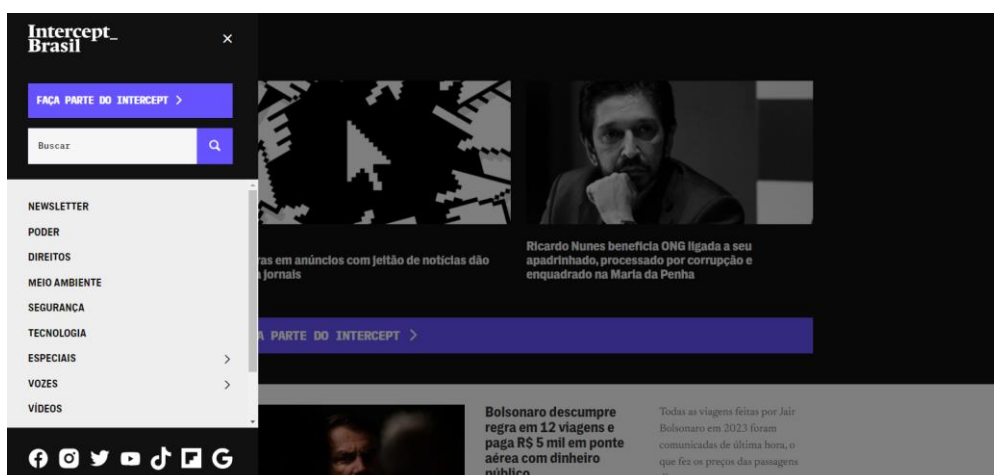 Intercept_
Brasil
×
FAÇA PARTE DO INTERCEPT >
Buscar
NEWSLETTER
PODER
DIREITOS
MEIO AMBIENTE
SEGURANÇA
TECNOLOGIA
ESPECIAIS >
VOZES >
VÍDEOS
em anúncios com jeitão de notícias dão
jornais
Ricardo Nunes beneficia ONG ligada a seu
apadrinhado, processado por corrupção e
enquadrado na Maria da Penha
PARTE DO INTERCEPT >
Bolsonaro descumpre
regra em 12 viagens e
paga R$ 5 mil em ponte
aérea com dinheiro
público
Todas as viagens feitas por Jair
Bolsonaro em 2023 foram
comunicadas de última hora, o
que fez os preços das passagens